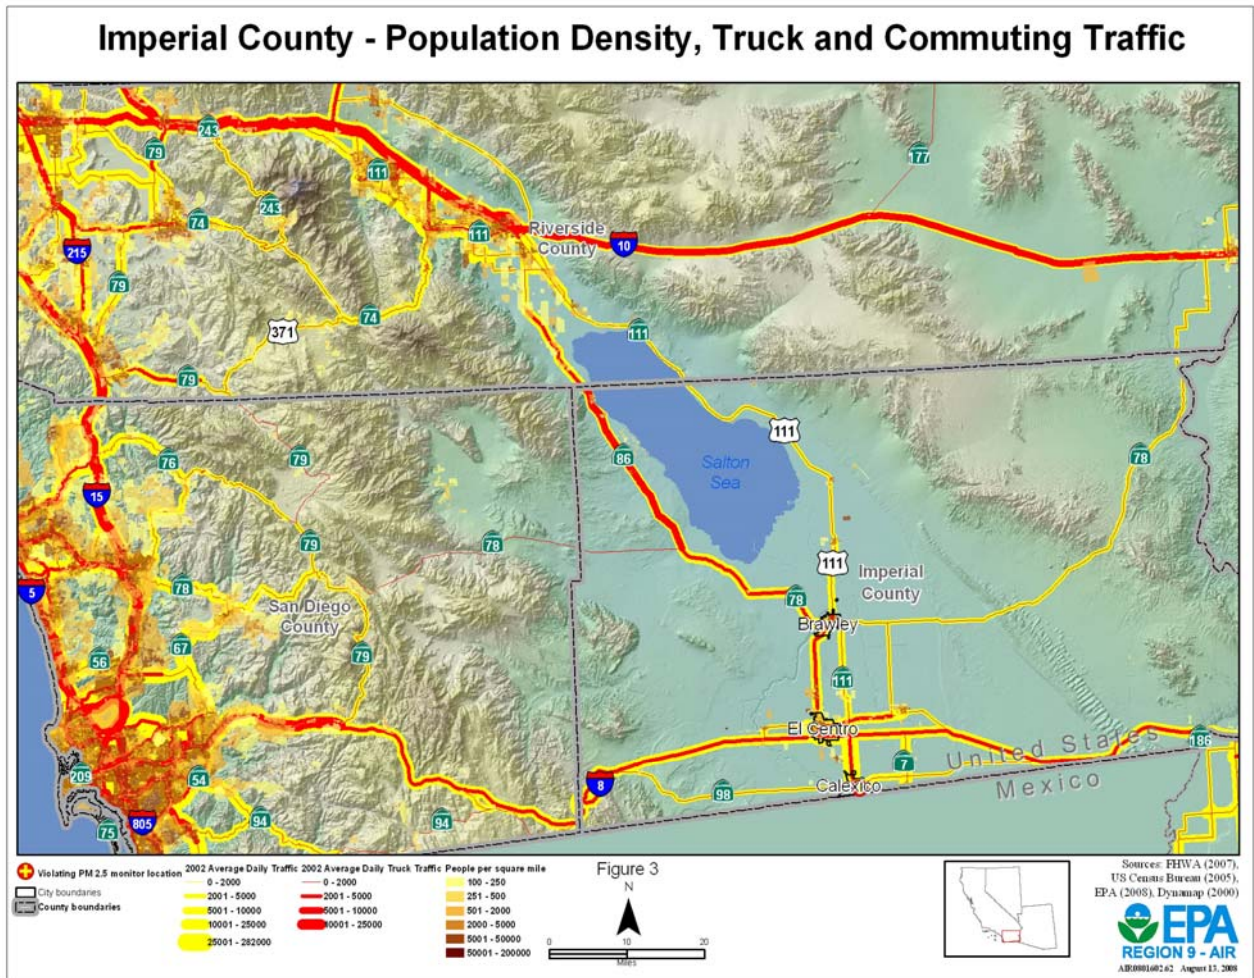 Imperial County - Population Density, Truck and Commuting Traffic
243
79
177
111
243
74
111
Riverside
County
10
215
79
74
371
111
79
111
76
79
86
Salton
Sea
78
15
79
78
111
5
78
San Diego
County
78
Imperial
County
Brawley
67
56
79
111
El Centro
186
United States
Mexico
7
209
54
8
98
Calexico
75
805
94
94
Violating PM 2.5 monitor location
City boundaries
County boundaries
2002 Average Daily Traffic
0 - 2000
2001 - 5000
5001 - 10000
10001 - 25000
25001 - 282000
2002 Average Daily Truck Traffic
0 - 2000
2001 - 5000
5001 - 10000
10001 - 25000
People per square mile
100 - 250
251 - 500
501 - 2000
2000 - 5000
5001 - 50000
50001 - 200000
Figure 3
N
0 10 20
Miles
Sources: FHWA (2007),
US Census Bureau (2005),
EPA (2008), Dynamap (2000)
EPA
REGION 9 - AIR
AIR0801602.62 August 13, 2008